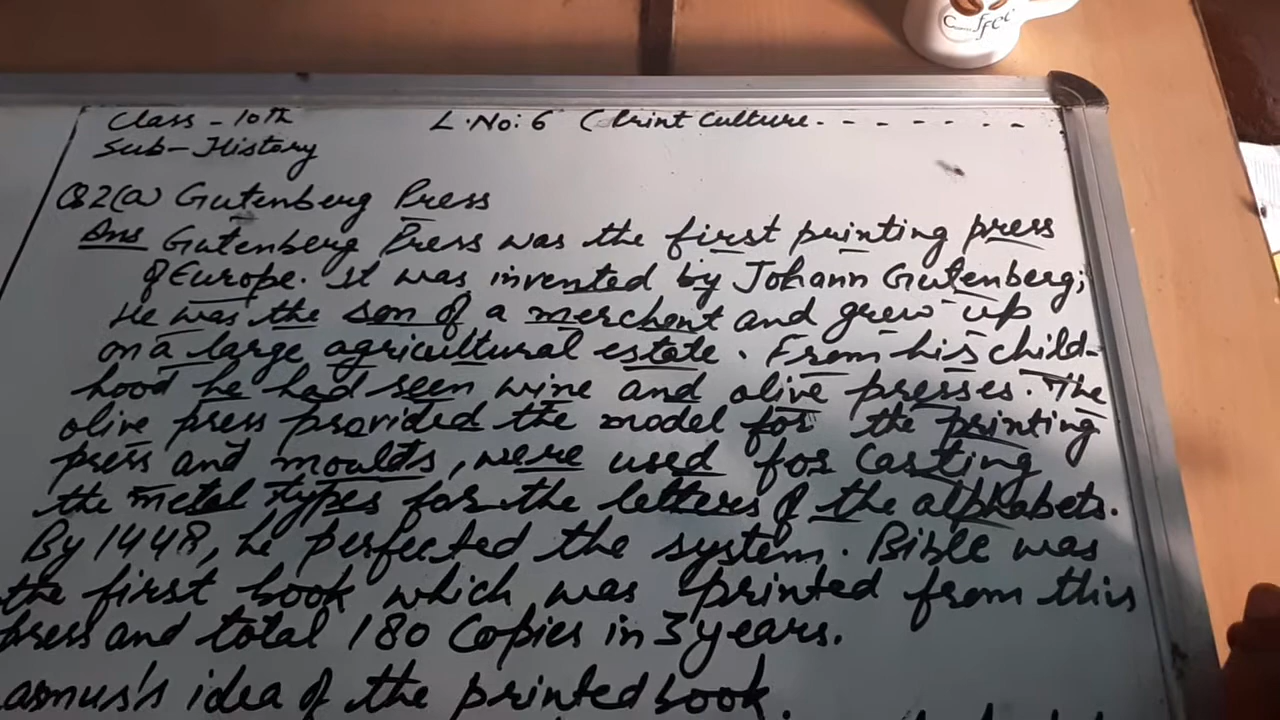 Coffee
Class - 10th L.No: 6 (Print Culture. - - - - - - -
Sub - History
Q2(a) Gutenberg Press
Ans Gutenberg Press was the first printing press
of Europe. It was invented by Johann Gutenberg;
He was the son of a merchant and grew up
on a large agricultural estate. From his child-
hood he had seen wine and olive presses. The
olive press provided the model for the printing
press and moulds, were used for casting
the metal types for the letters of the alphabets.
By 1448, he perfected the system. Bible was
the first book which was printed from this
press and total 180 Copies in 3 years.
asmus's idea of the printed book.